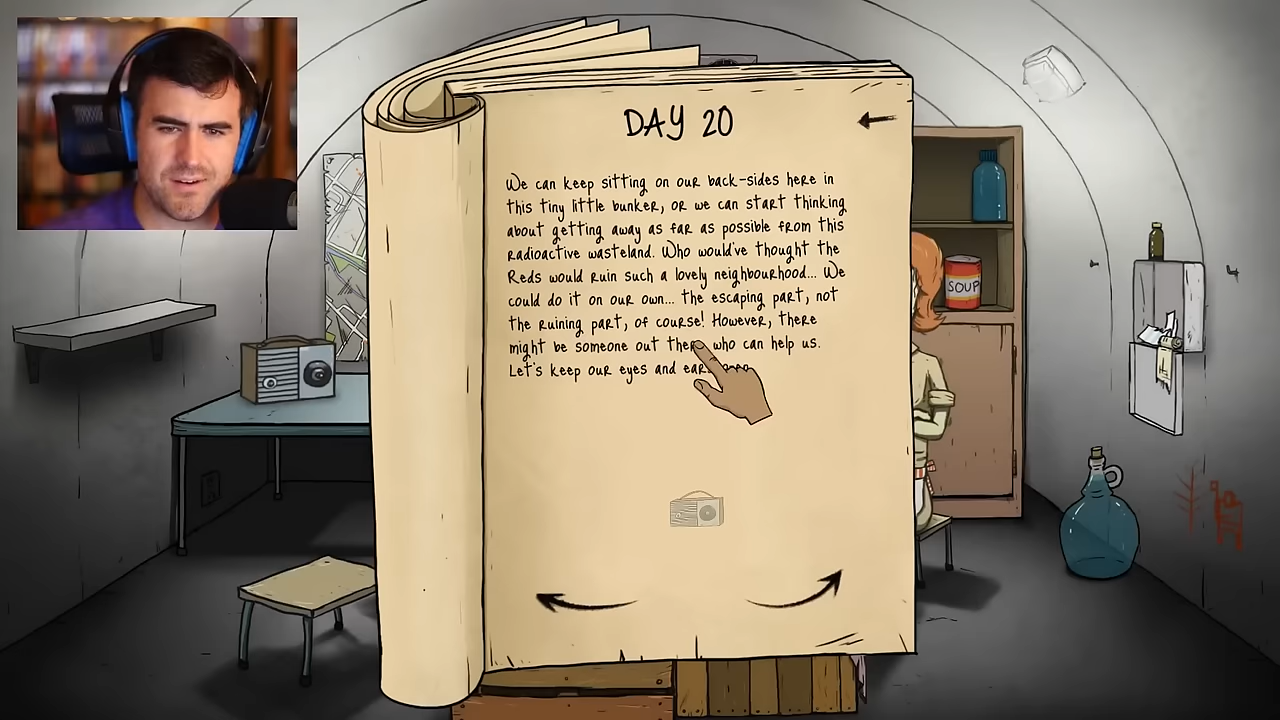 DAY 20
We can keep sitting on our back-sides here in
this tiny little bunker, or we can start thinking
about getting away as far as possible from this
radioactive wasteland. Who would've thought the
Reds would ruin such a lovely neighbourhood... We
could do it on our own... the escaping part, not
the ruining part, of course! However, there
might be someone out there who can help us.
Let's keep our eyes and
SOUP